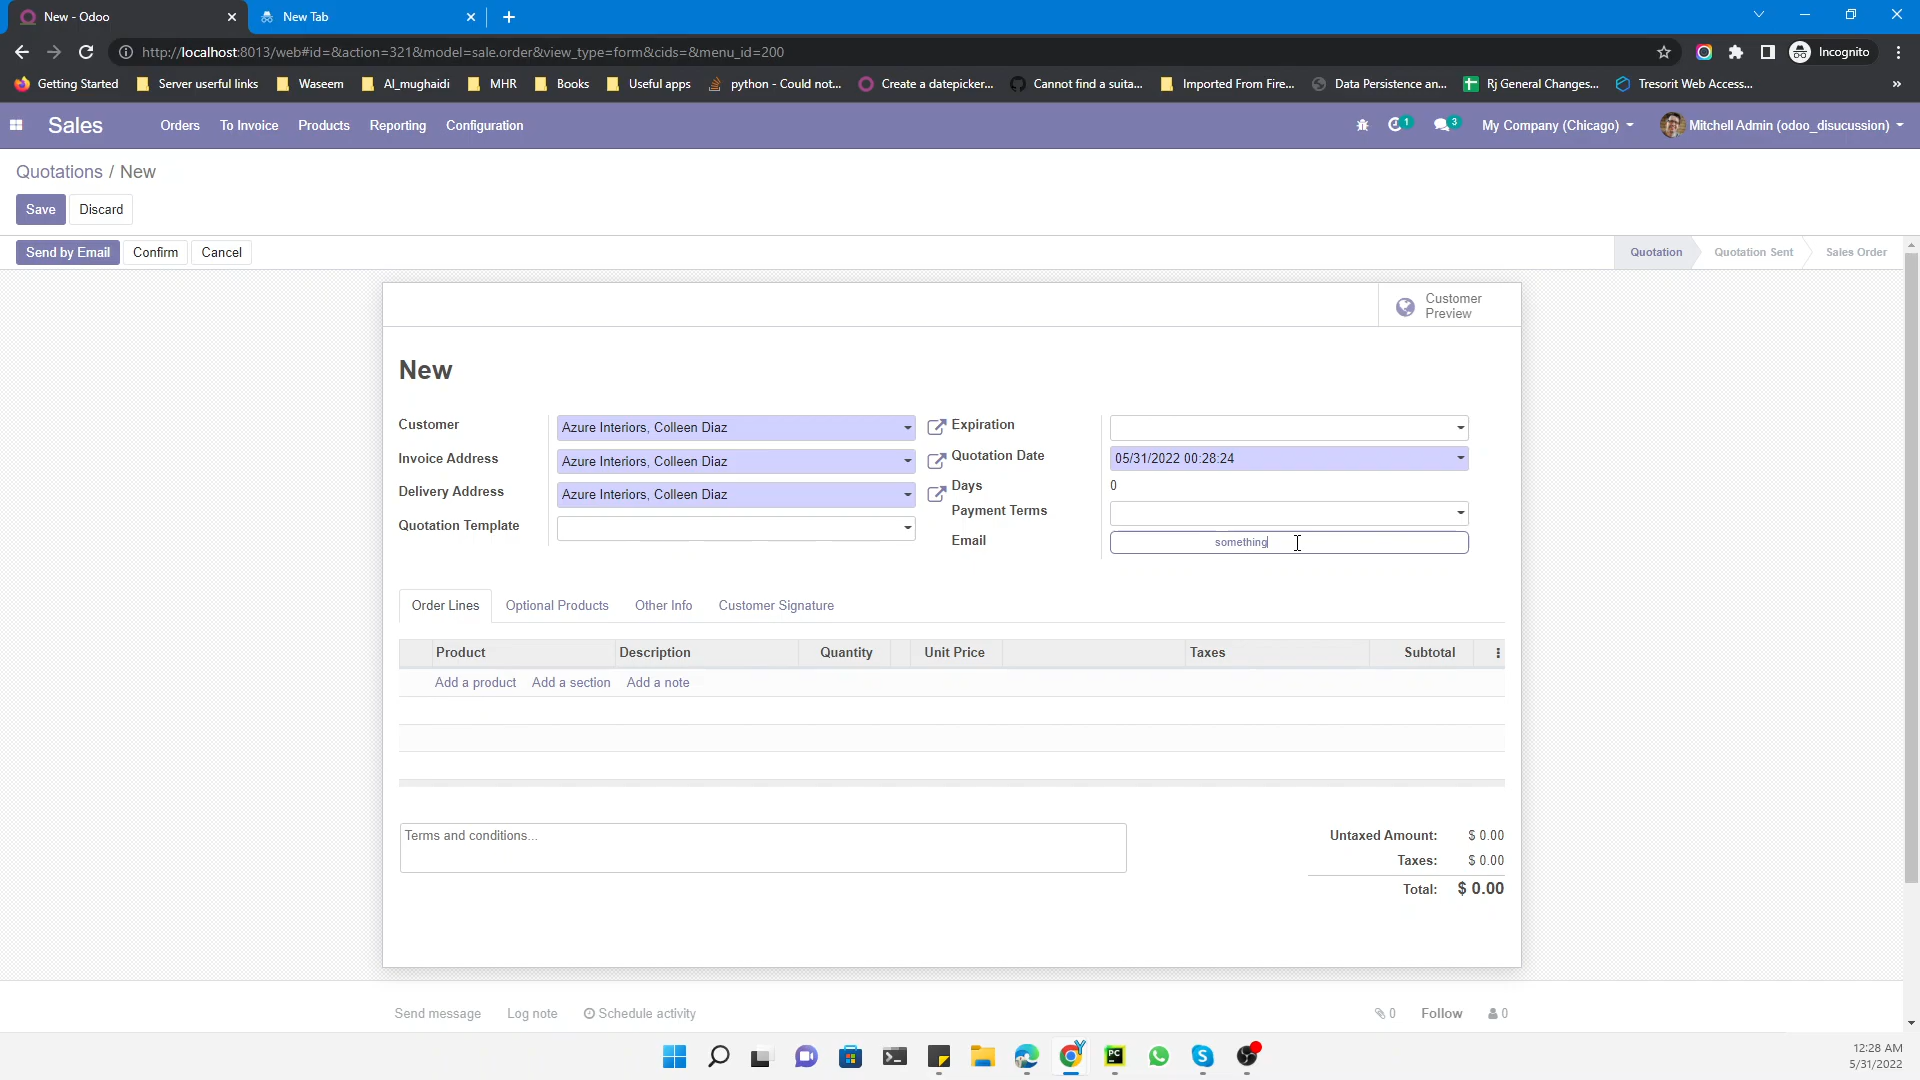 New - Odoo
New Tab
http://localhost:8013/web#id=&action=321&model=sale.order&view_type=form&cids=&menu_id=200
Incognito
Getting Started
Server userful links
Waseem
Al_mughaidi
MHR
Books
Useful apps
python - Could not...
Create a datepicker...
Cannot find a suita...
Imported From Fire...
Data Persistence an...
Rj General Changes...
Tresorit Web Access...
»
Sales
Orders
To Invoice
Products
Reporting
Configuration
1
3
My Company (Chicago)
Mitchell Admin (odoo_disucussion)
Quotations / New
Save
Discard
Send by Email
Confirm
Cancel
Quotation
Quotation Sent
Sales Order
Customer
Preview
New
Customer
Azure Interiors, Colleen Diaz
Invoice Address
Azure Interiors, Colleen Diaz
Delivery Address
Azure Interiors, Colleen Diaz
Quotation Template
Expiration
Quotation Date
05/31/2022 00:28:24
Days
0
Payment Terms
Email
something
Order Lines
Optional Products
Other Info
Customer Signature
Product
Description
Quantity
Unit Price
Taxes
Subtotal
Add a product
Add a section
Add a note
Terms and conditions...
Untaxed Amount: $ 0.00
Taxes: $ 0.00
Total: $ 0.00
Send message
Log note
Schedule activity
0
Follow
0
PC
12:28 AM
5/31/2022